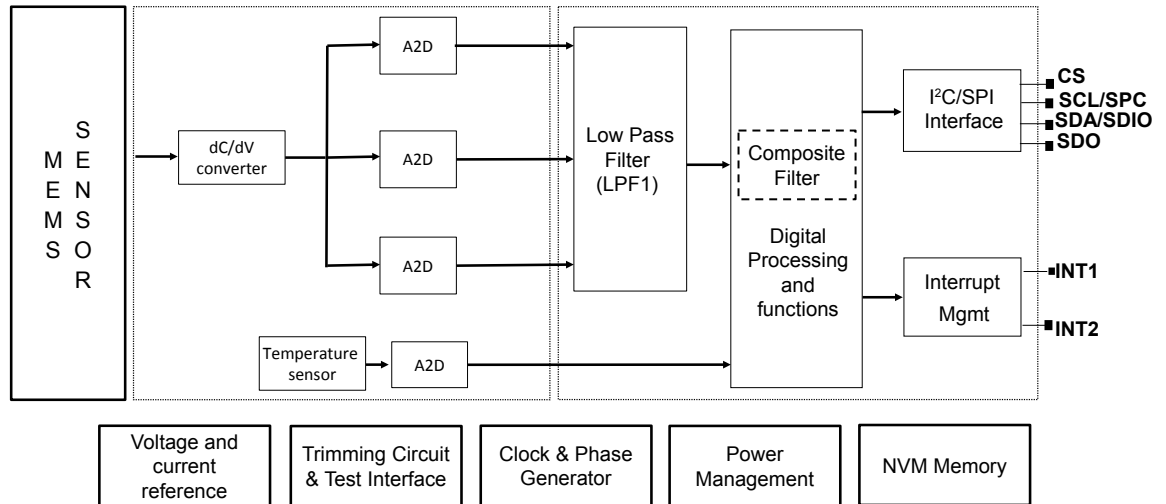 MEMS
SENSOR
dC/dV
converter
A2D
A2D
A2D
Temperature
sensor
A2D
Low Pass
Filter
(LPF1)
Composite
Filter
Digital
Processing
and
functions
I²C/SPI
Interface
CS
SCL/SPC
SDA/SDIO
SDO
Interrupt
Mgmt
INT1
INT2
Voltage and
current
reference
Trimming Circuit
& Test Interface
Clock & Phase
Generator
Power
Management
NVM Memory